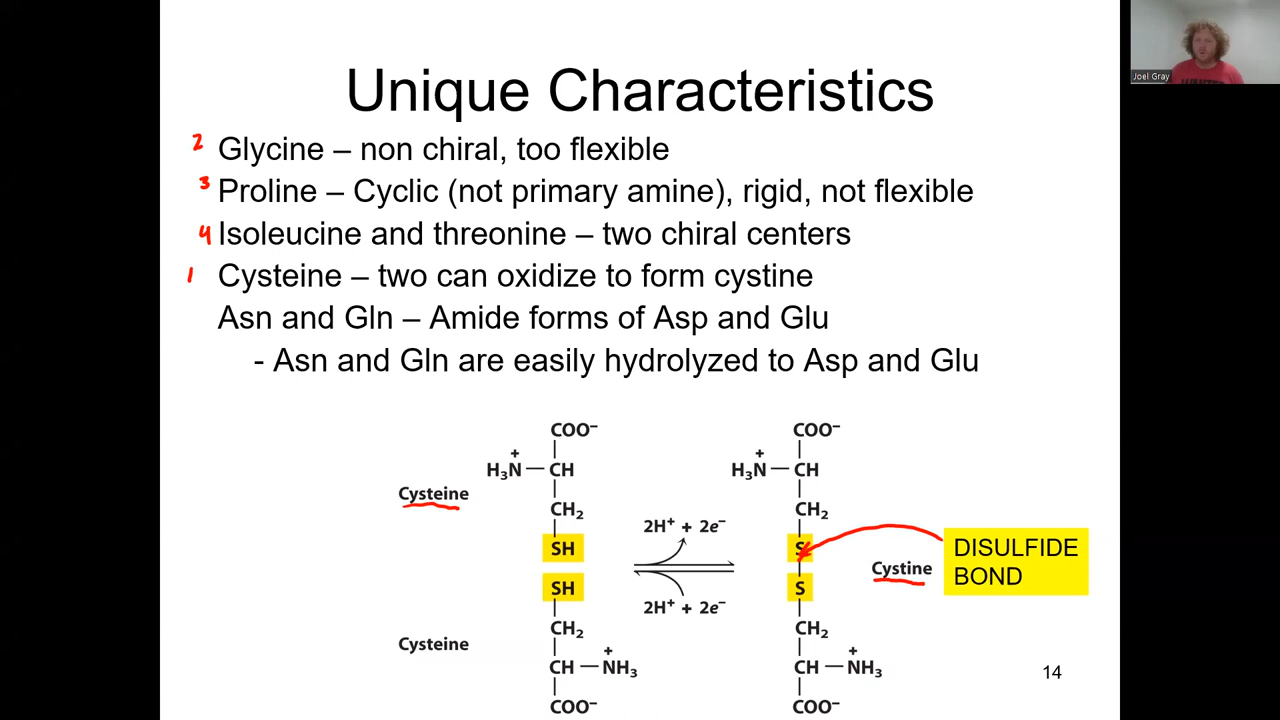 Unique Characteristics
2 Glycine – non chiral, too flexible
3 Proline – Cyclic (not primary amine), rigid, not flexible
4 Isoleucine and threonine – two chiral centers
1 Cysteine – two can oxidize to form cystine
Asn and Gln – Amide forms of Asp and Glu
- Asn and Gln are easily hydrolyzed to Asp and Glu
COO⁻
H₃N⁺ — CH
Cysteine
CH₂
SH
SH
CH₂
Cysteine
CH — NH₃⁺
COO⁻
2H⁺ + 2e⁻
2H⁺ + 2e⁻
COO⁻
H₃N⁺ — CH
CH₂
S
S
CH₂
CH — NH₃⁺
COO⁻
Cystine
DISULFIDE
BOND
14
Joel Gray